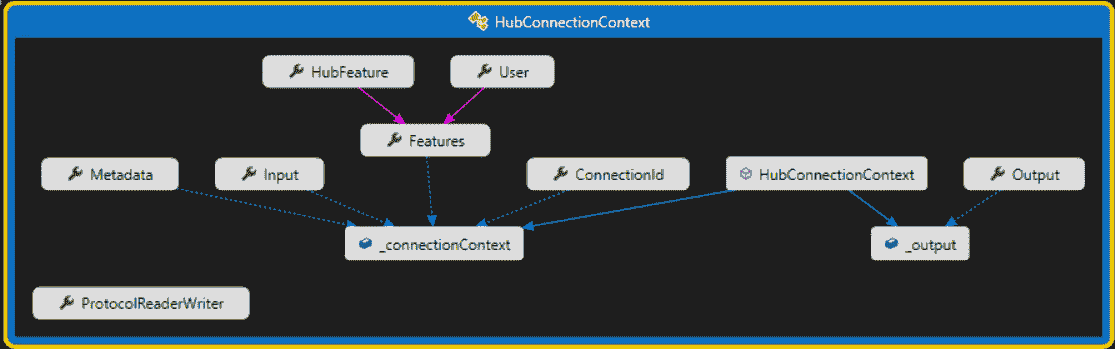 HubConnectionContext
HubFeature
User
Features
Metadata
Input
ConnectionId
HubConnectionContext
Output
_connectionContext
_output
ProtocolReaderWriter